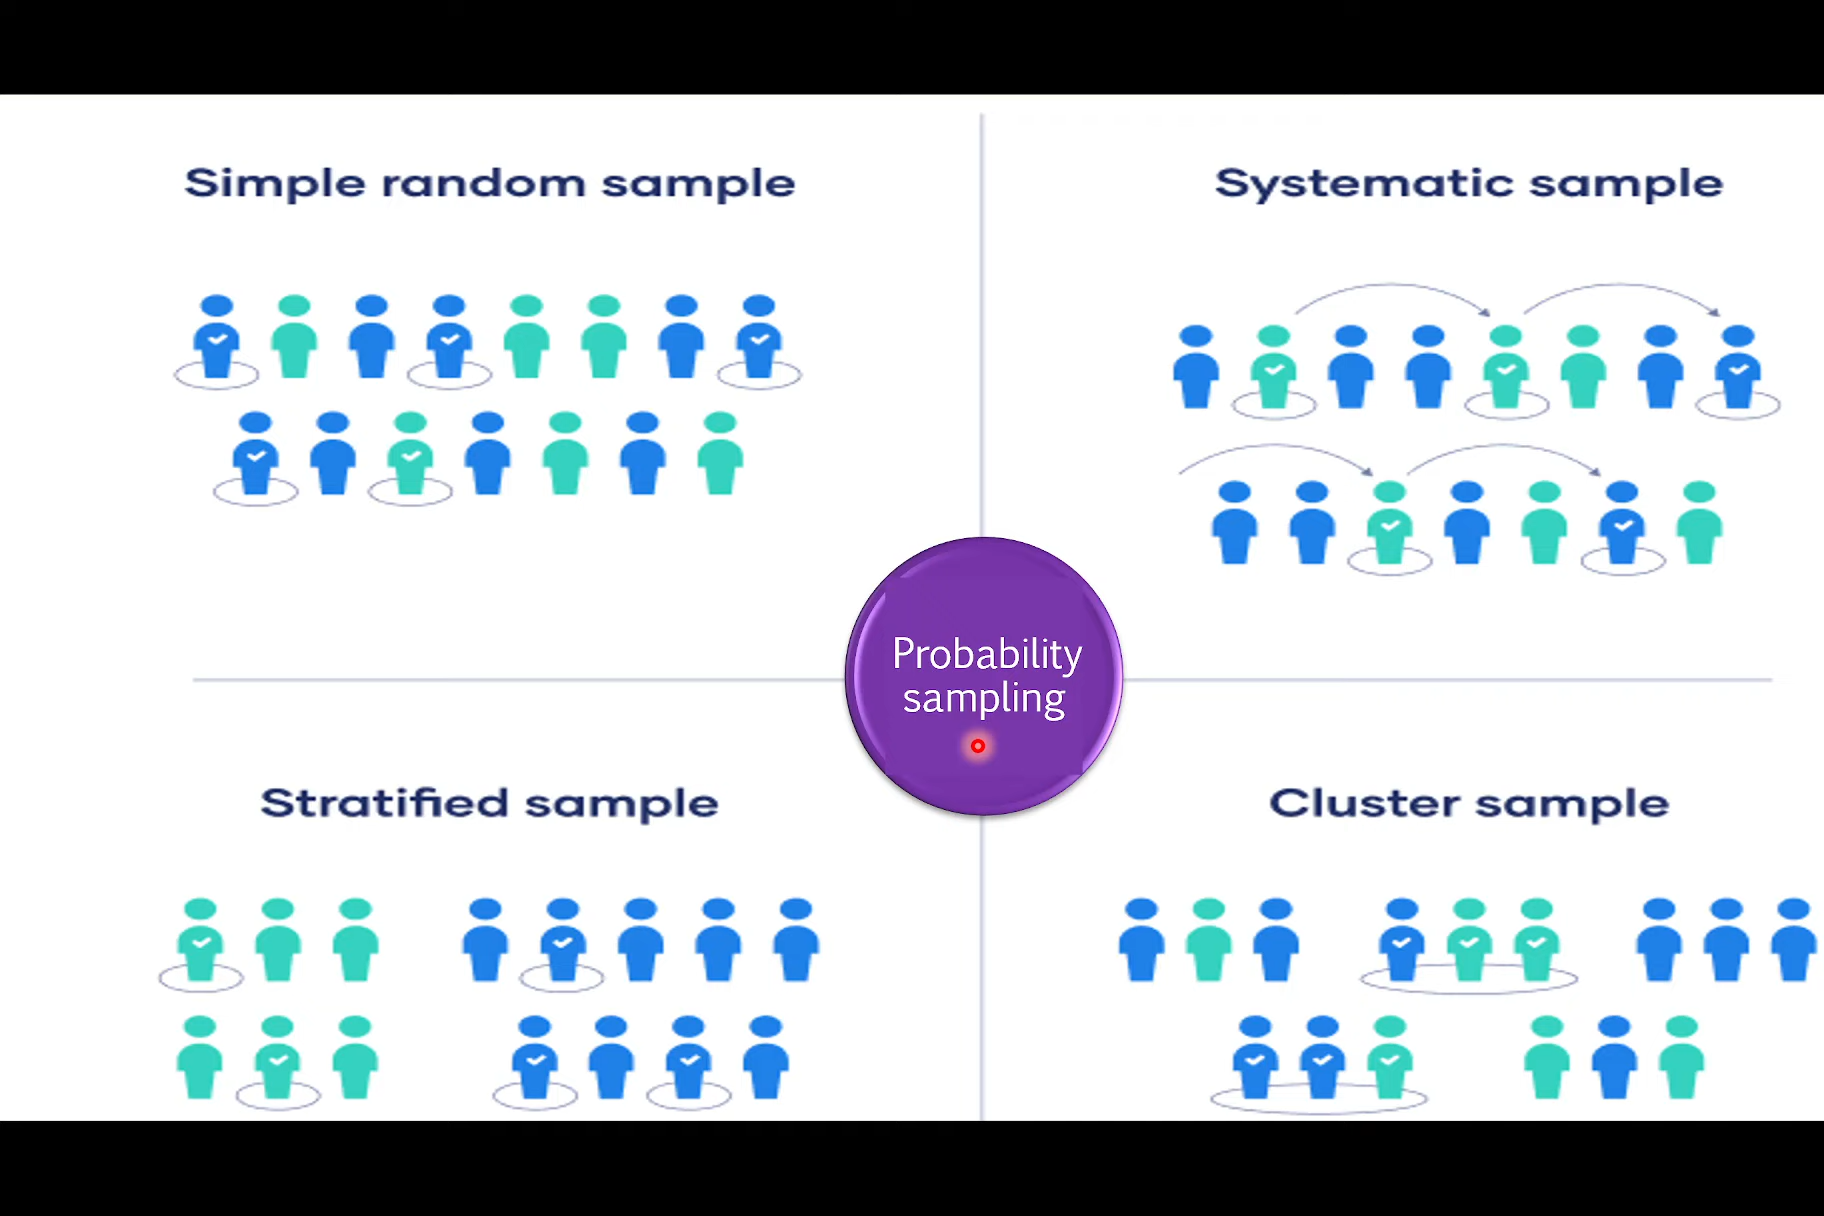 Simple random sample
Systematic sample
Probability
sampling
Stratified sample
Cluster sample